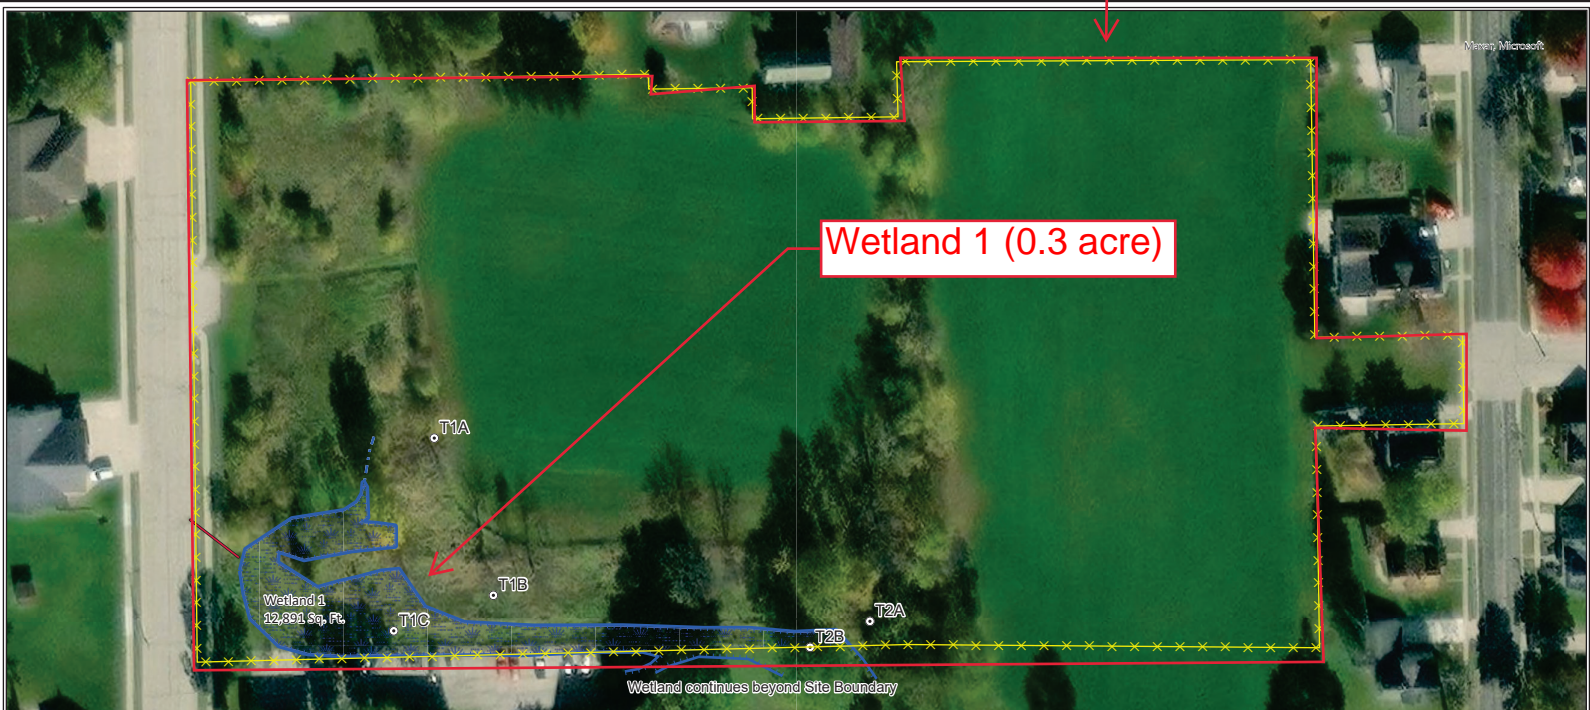 Maxar, Microsoft
Wetland 1 (0.3 acre)
T1A
T1B
Wetland 1
12,891 Sq. Ft.
T1C
T2A
T2B
Wetland continues beyond Site Boundary